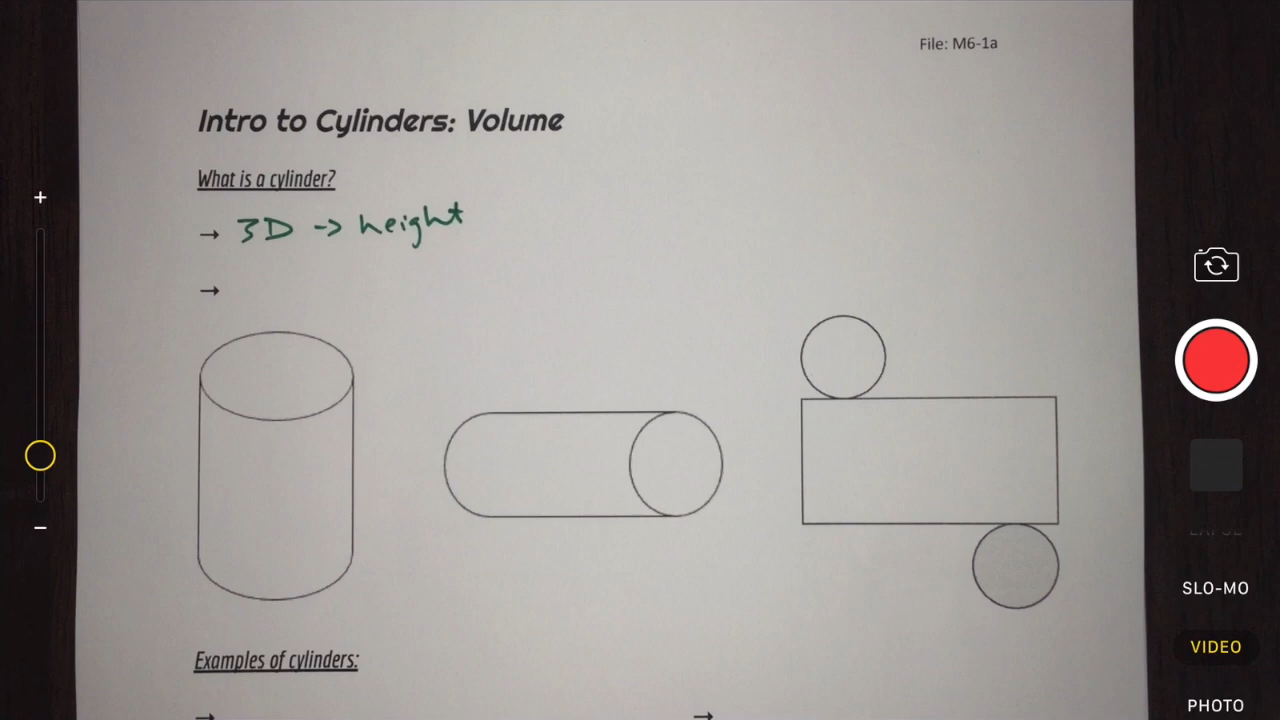 File: M6-1a
Intro to Cylinders: Volume
What is a cylinder?
→ 3D -> height
→
Examples of cylinders:
→ →
+
-
SLO-MO
VIDEO
PHOTO